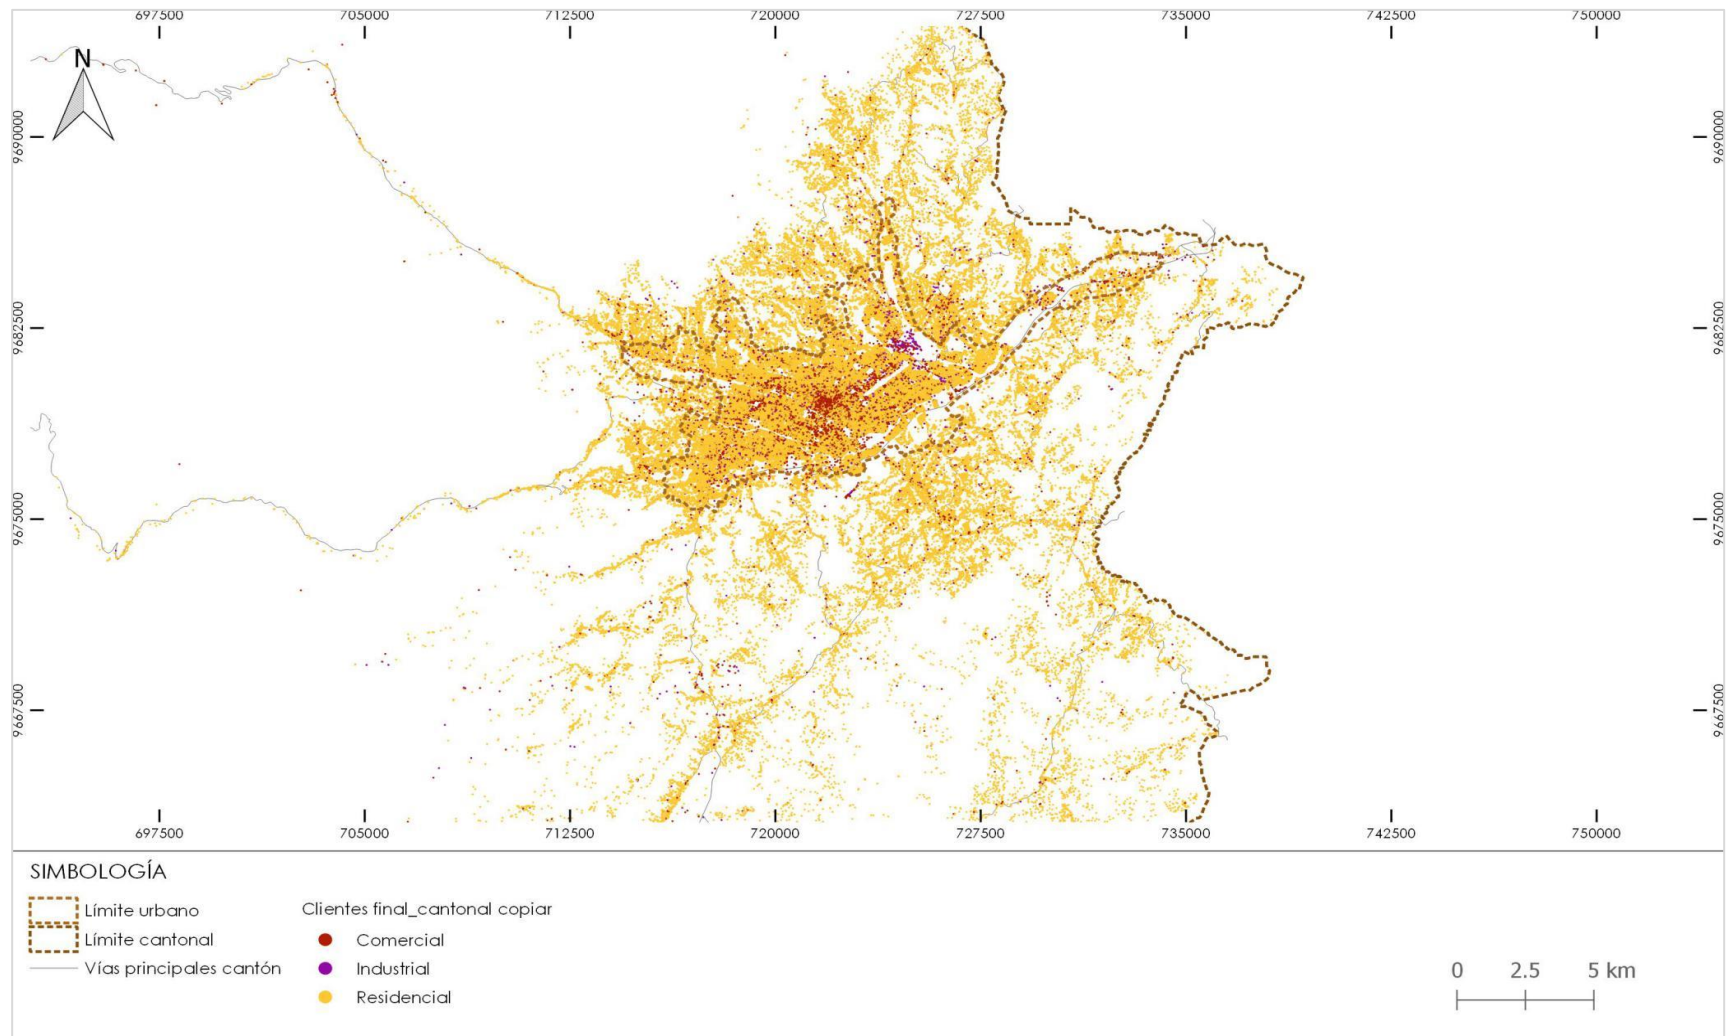 697500 705000 712500 720000 727500 735000 742500 750000
N
9690000 9690000
9682500 9682500
9675000 9675000
9667500 9667500
697500 705000 712500 720000 727500 735000 742500 750000
SIMBOLOGÍA
Límite urbano
Límite cantonal
Vías principales cantón
Clientes final_cantonal copiar
Comercial
Industrial
Residencial
0 2.5 5 km